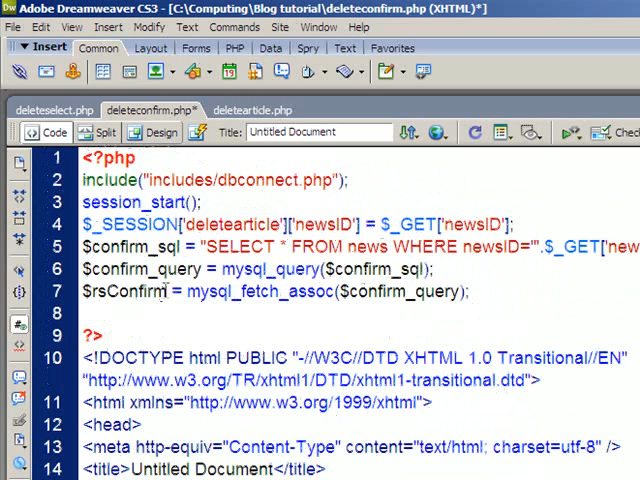 Dw Adobe Dreamweaver CS3 - [C:\Computing\Blog tutorial\deleteconfirm.php (XHTML)*]
File Edit View Insert Modify Text Commands Site Window Help
Insert Common Layout Forms PHP Data Spry Text Favorites
deleteselect.php deleteconfirm.php* deletearticle.php
Code Split Design Title: Untitled Document Check
1 <?php
2 include("includes/dbconnect.php");
3 session_start();
4 $_SESSION['deletearticle']['newsID'] = $_GET['newsID'];
5 $confirm_sql = "SELECT * FROM news WHERE newsID='".$_GET['new
6 $confirm_query = mysql_query($confirm_sql);
7 $rsConfirm = mysql_fetch_assoc($confirm_query);
8
9 ?>
10 <!DOCTYPE html PUBLIC "-//W3C//DTD XHTML 1.0 Transitional//EN"
"http://www.w3.org/TR/xhtml1/DTD/xhtml1-transitional.dtd">
11 <html xmlns="http://www.w3.org/1999/xhtml">
12 <head>
13 <meta http-equiv="Content-Type" content="text/html; charset=utf-8" />
14 <title>Untitled Document</title>